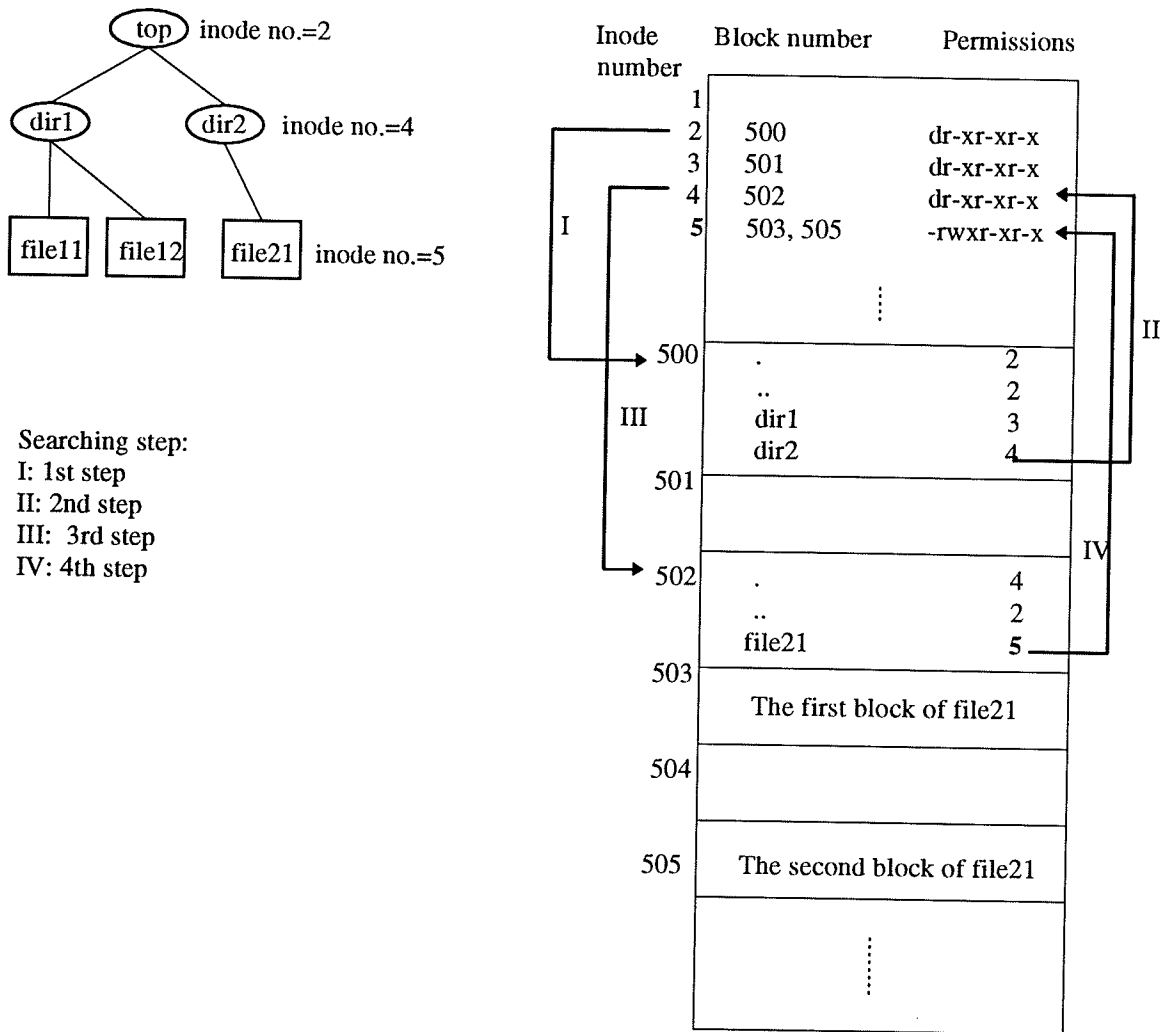 top inode no.=2
dir1 dir2 inode no.=4
file11 file12 file21 inode no.=5
Searching step:
I: 1st step
II: 2nd step
III: 3rd step
IV: 4th step
Inode number Block number Permissions
1
2 500 dr-xr-xr-x
3 501 dr-xr-xr-x
4 502 dr-xr-xr-x
5 503, 505 -rwxr-xr-x
I
II
III
IV
500 . 2
.. 2
dir1 3
dir2 4
501
502 . 4
.. 2
file21 5
503
The first block of file21
504
505 The second block of file21